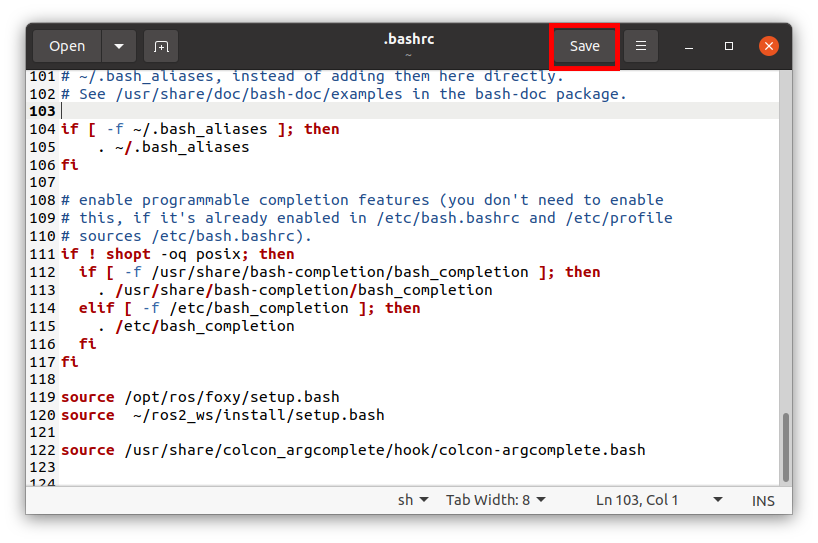 Open
.bashrc
~
Save
101 # ~/.bash_aliases, instead of adding them here directly.
102 # See /usr/share/doc/bash-doc/examples in the bash-doc package.
103
104 if [ -f ~/.bash_aliases ]; then
105     . ~/.bash_aliases
106 fi
107
108 # enable programmable completion features (you don't need to enable
109 # this, if it's already enabled in /etc/bash.bashrc and /etc/profile
110 # sources /etc/bash.bashrc).
111 if ! shopt -oq posix; then
112   if [ -f /usr/share/bash-completion/bash_completion ]; then
113     . /usr/share/bash-completion/bash_completion
114   elif [ -f /etc/bash_completion ]; then
115     . /etc/bash_completion
116   fi
117 fi
118
119 source /opt/ros/foxy/setup.bash
120 source  ~/ros2_ws/install/setup.bash
121
122 source /usr/share/colcon_argcomplete/hook/colcon-argcomplete.bash
123
124
sh Tab Width: 8 Ln 103, Col 1 INS